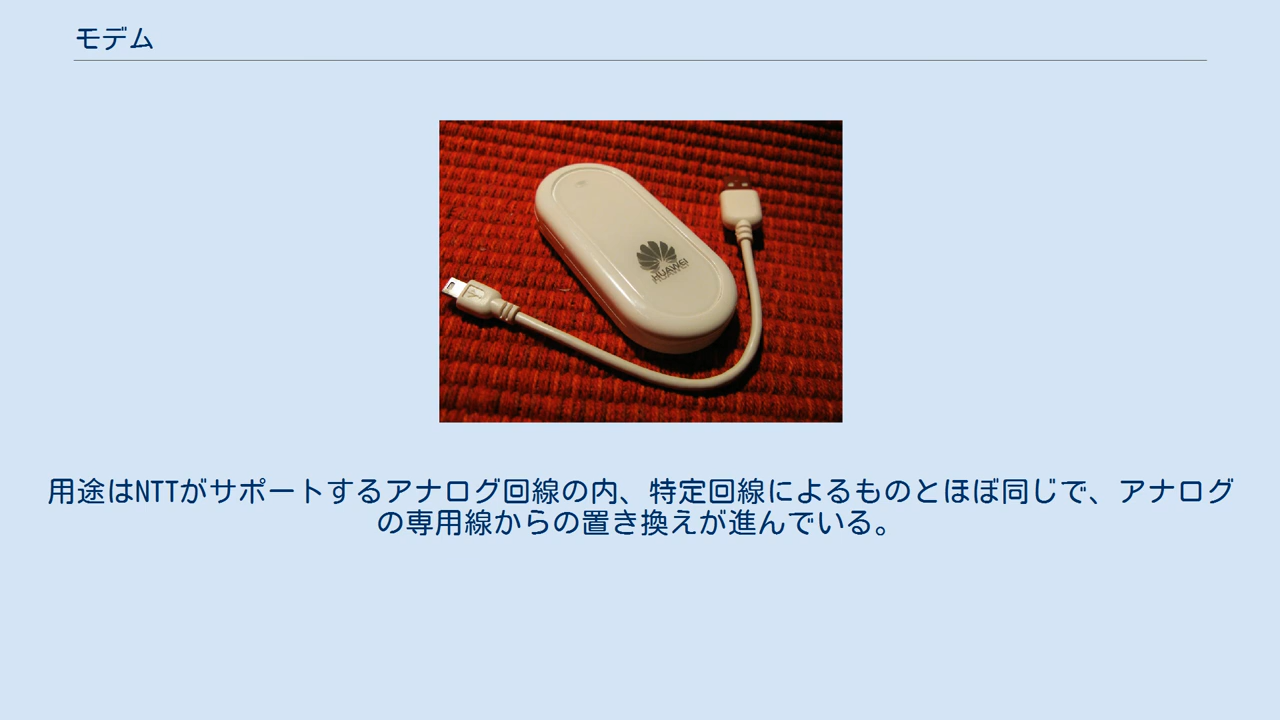 モデム
HUAWEI
用途はNTTがサポートするアナログ回線の内、特定回線によるものとほぼ同じで、アナログ
の専用線からの置き換えが進んでいる。